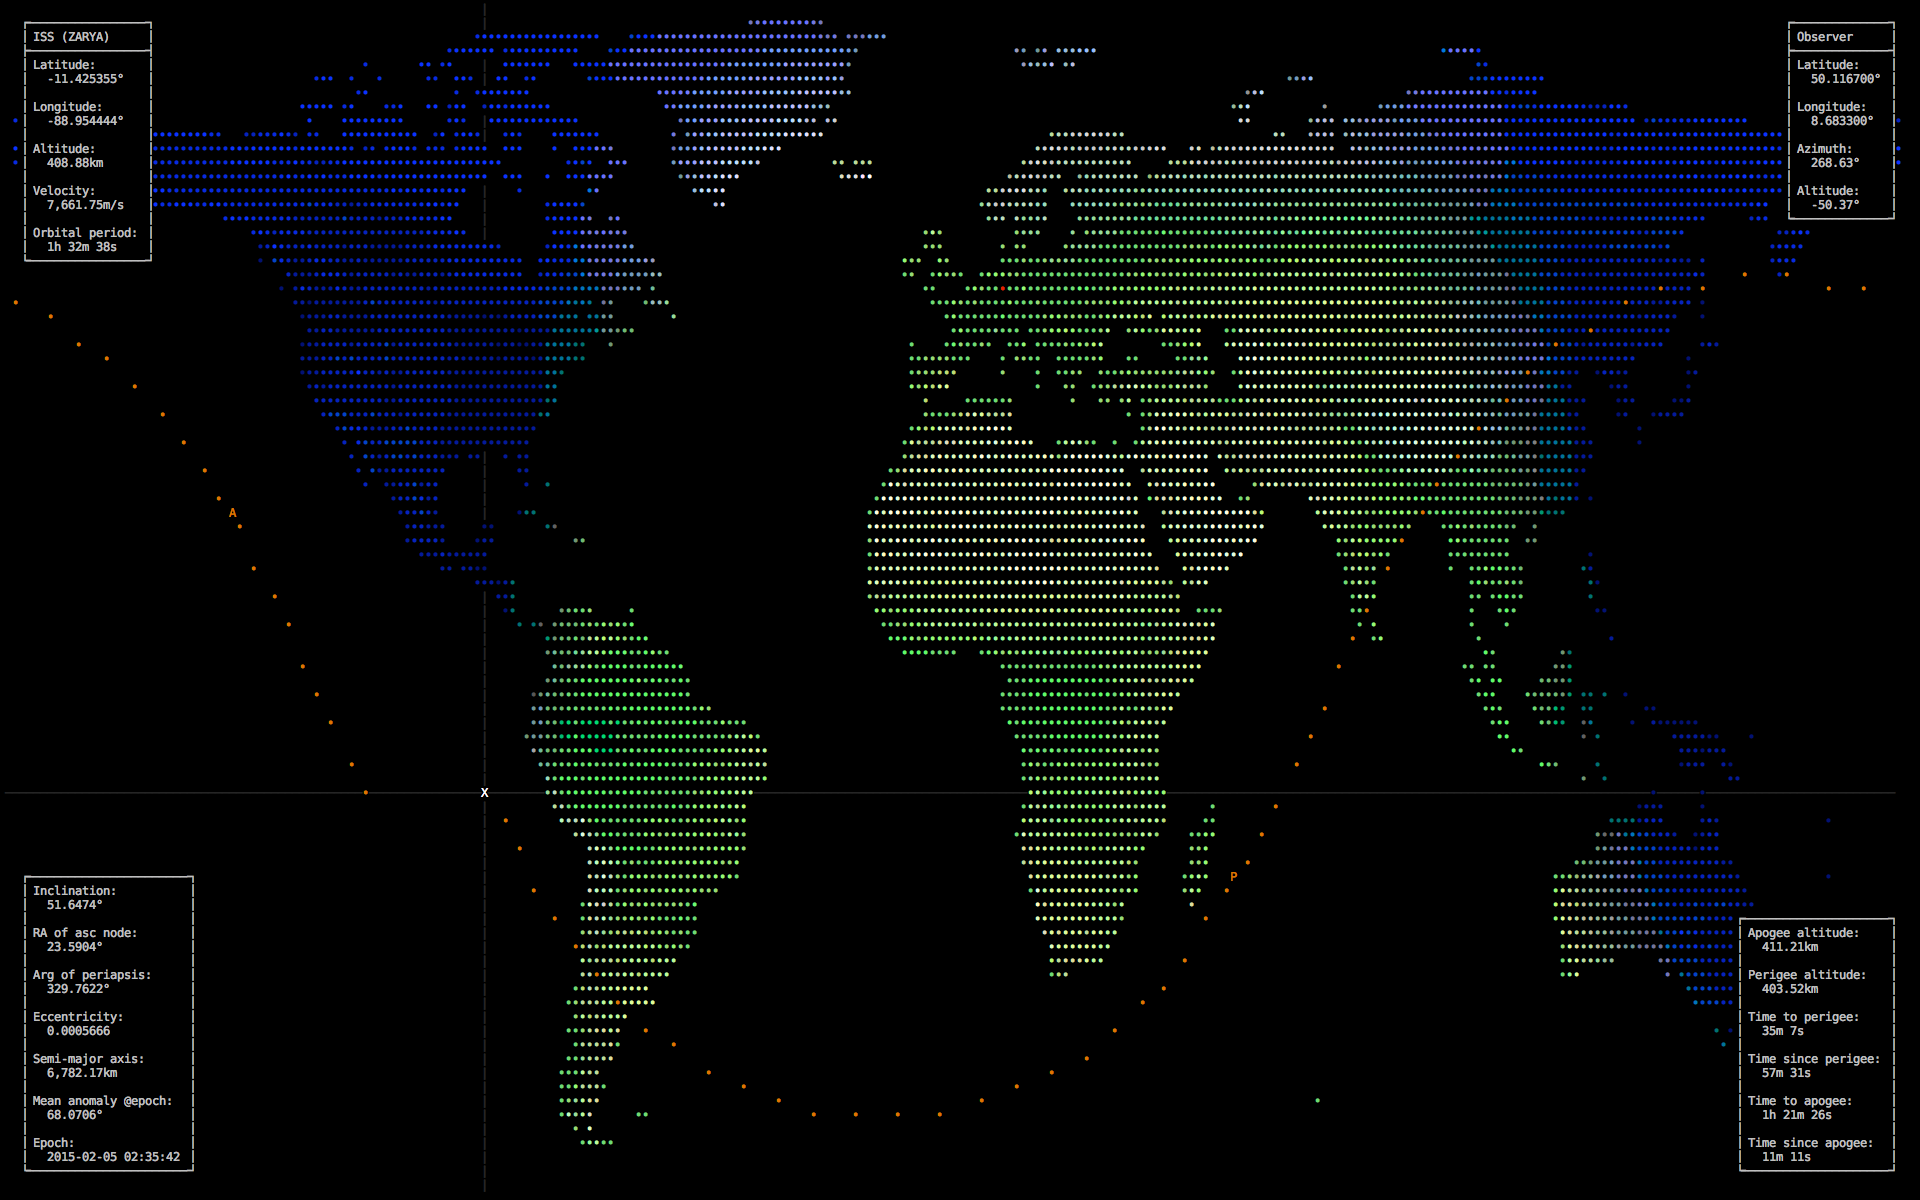 ISS (ZARYA)
Latitude:
-11.425355°
Longitude:
-88.954444°
Altitude:
408.88km
Velocity:
7,661.75m/s
Orbital period:
1h 32m 38s
Observer
Latitude:
50.116700°
Longitude:
8.683300°
Azimuth:
268.63°
Altitude:
-50.37°
A
X
P
Inclination:
51.6474°
RA of asc node:
23.5904°
Arg of periapsis:
329.7622°
Eccentricity:
0.0005666
Semi-major axis:
6,782.17km
Mean anomaly @epoch:
68.0706°
Epoch:
2015-02-05 02:35:42
Apogee altitude:
411.21km
Perigee altitude:
403.52km
Time to perigee:
35m 7s
Time since perigee:
57m 31s
Time to apogee:
1h 21m 26s
Time since apogee:
11m 11s